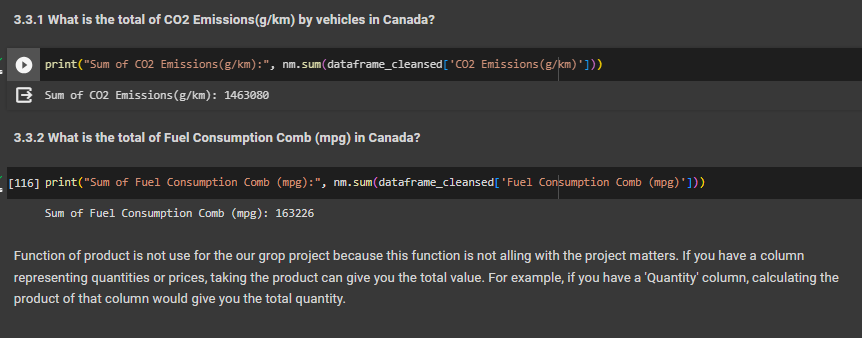 3.3.1 What is the total of CO2 Emissions(g/km) by vehicles in Canada?
print("Sum of CO2 Emissions(g/km):", nm.sum(dataframe_cleansed['CO2 Emissions(g/km)']))
Sum of CO2 Emissions(g/km): 1463080
3.3.2 What is the total of Fuel Consumption Comb (mpg) in Canada?
[116] print("Sum of Fuel Consumption Comb (mpg):", nm.sum(dataframe_cleansed['Fuel Consumption Comb (mpg)']))
Sum of Fuel Consumption Comb (mpg): 163226
Function of product is not use for the our grop project because this function is not alling with the project matters. If you have a column
representing quantities or prices, taking the product can give you the total value. For example, if you have a 'Quantity' column, calculating the
product of that column would give you the total quantity.